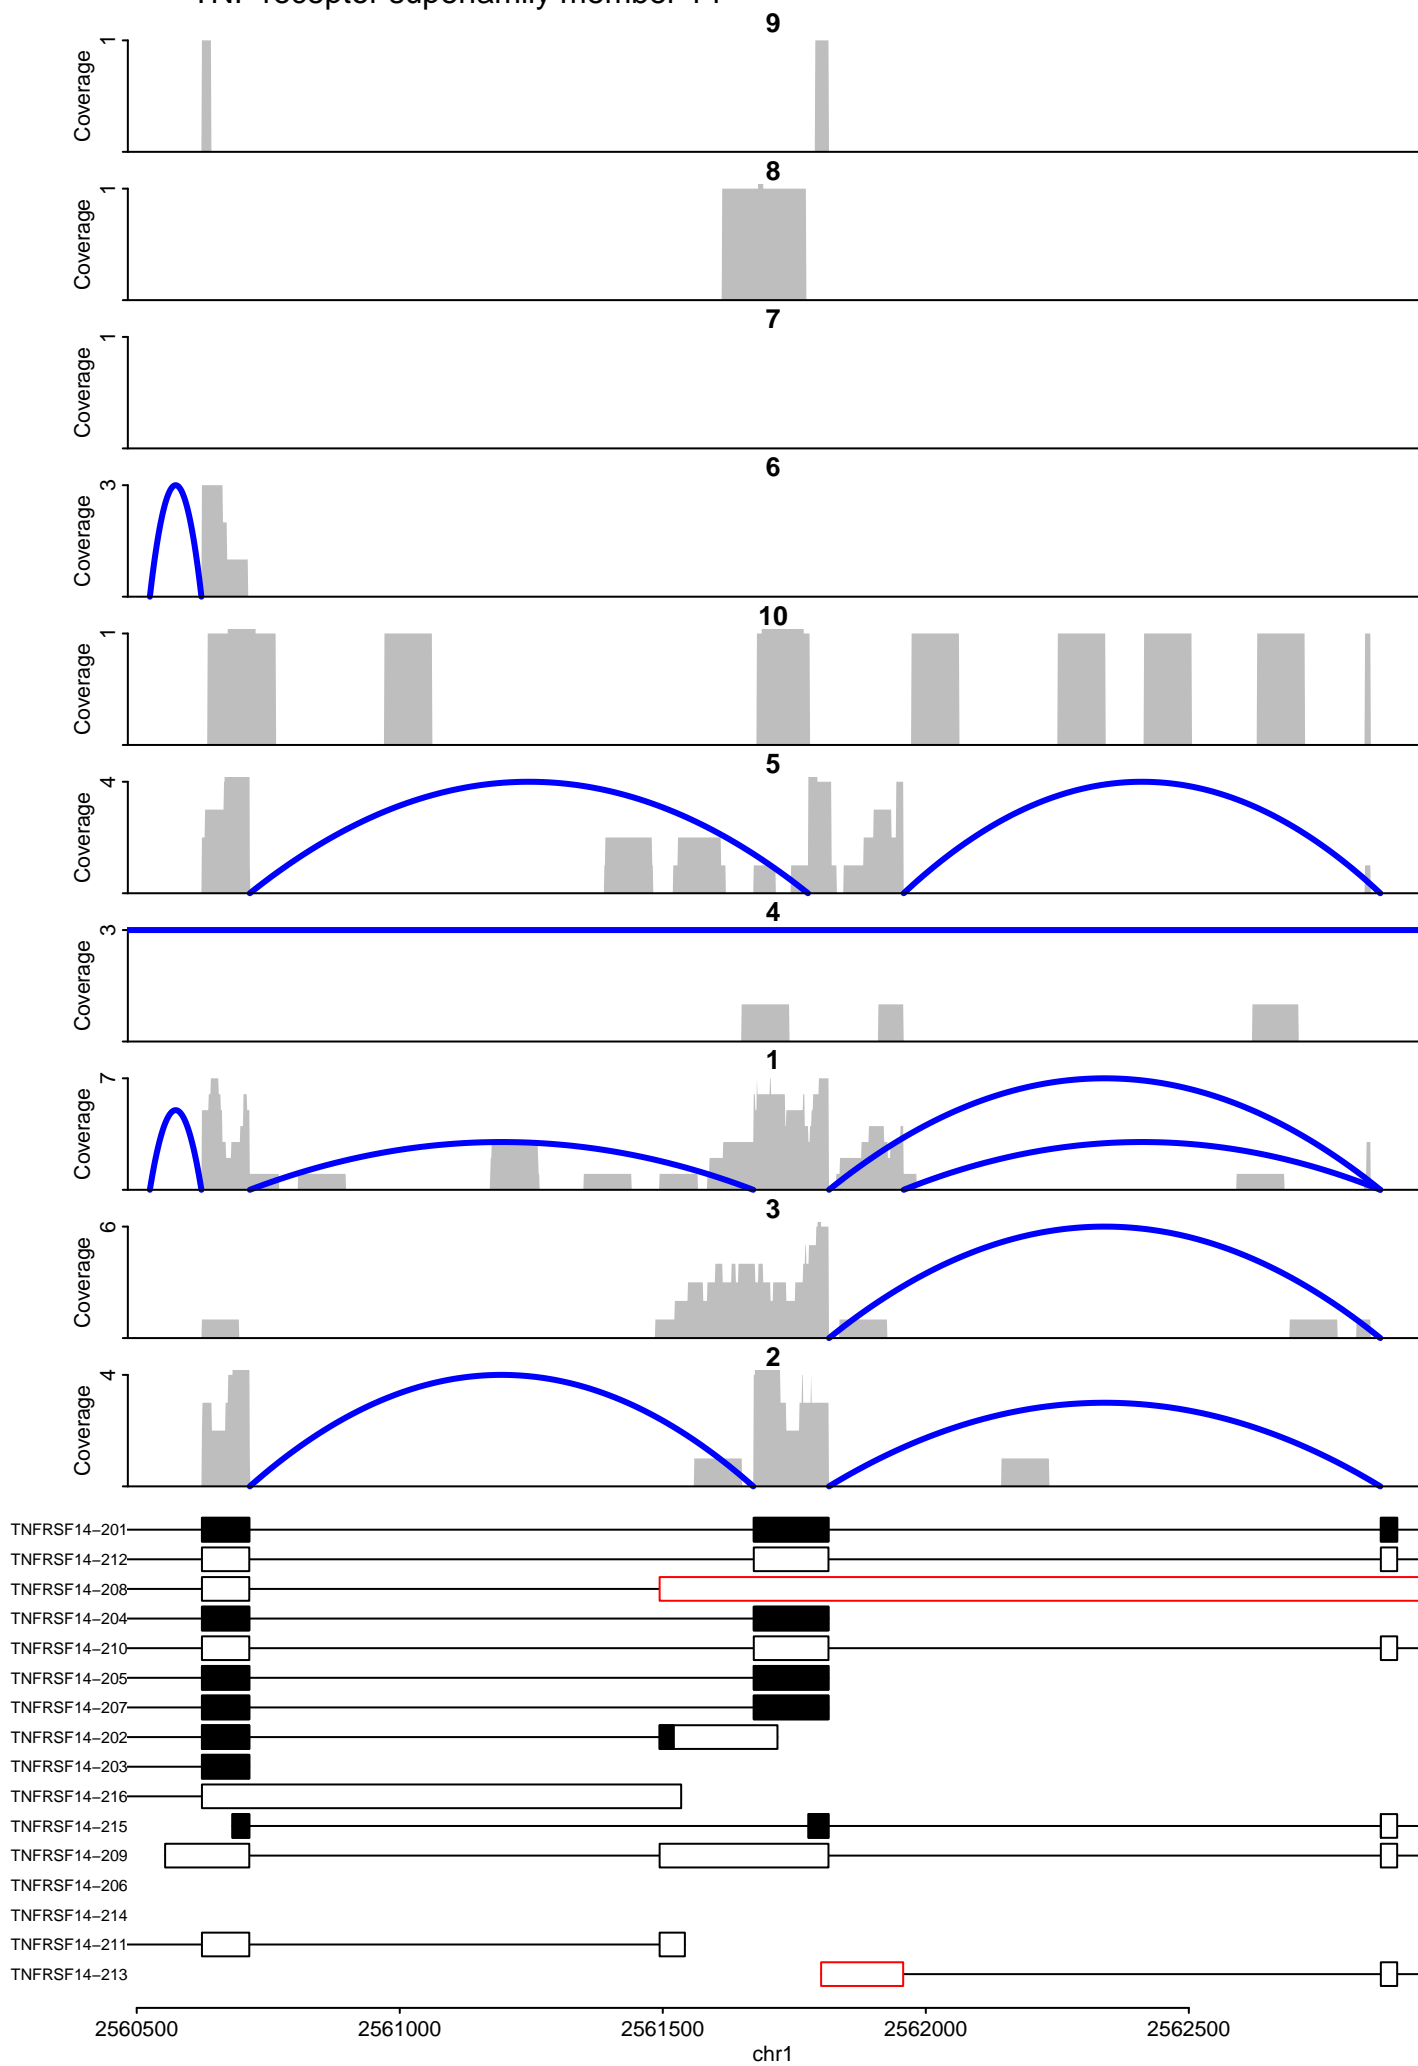 9
1
Coverage
8
1
Coverage
7
1
Coverage
6
3
Coverage
10
1
Coverage
5
4
Coverage
4
3
Coverage
1
7
Coverage
3
6
Coverage
2
4
Coverage
TNFRSF14−201
TNFRSF14−212
TNFRSF14−208
TNFRSF14−204
TNFRSF14−210
TNFRSF14−205
TNFRSF14−207
TNFRSF14−202
TNFRSF14−203
TNFRSF14−216
TNFRSF14−215
TNFRSF14−209
TNFRSF14−206
TNFRSF14−214
TNFRSF14−211
TNFRSF14−213
2560500 2561000 2561500 2562000 2562500
chr1